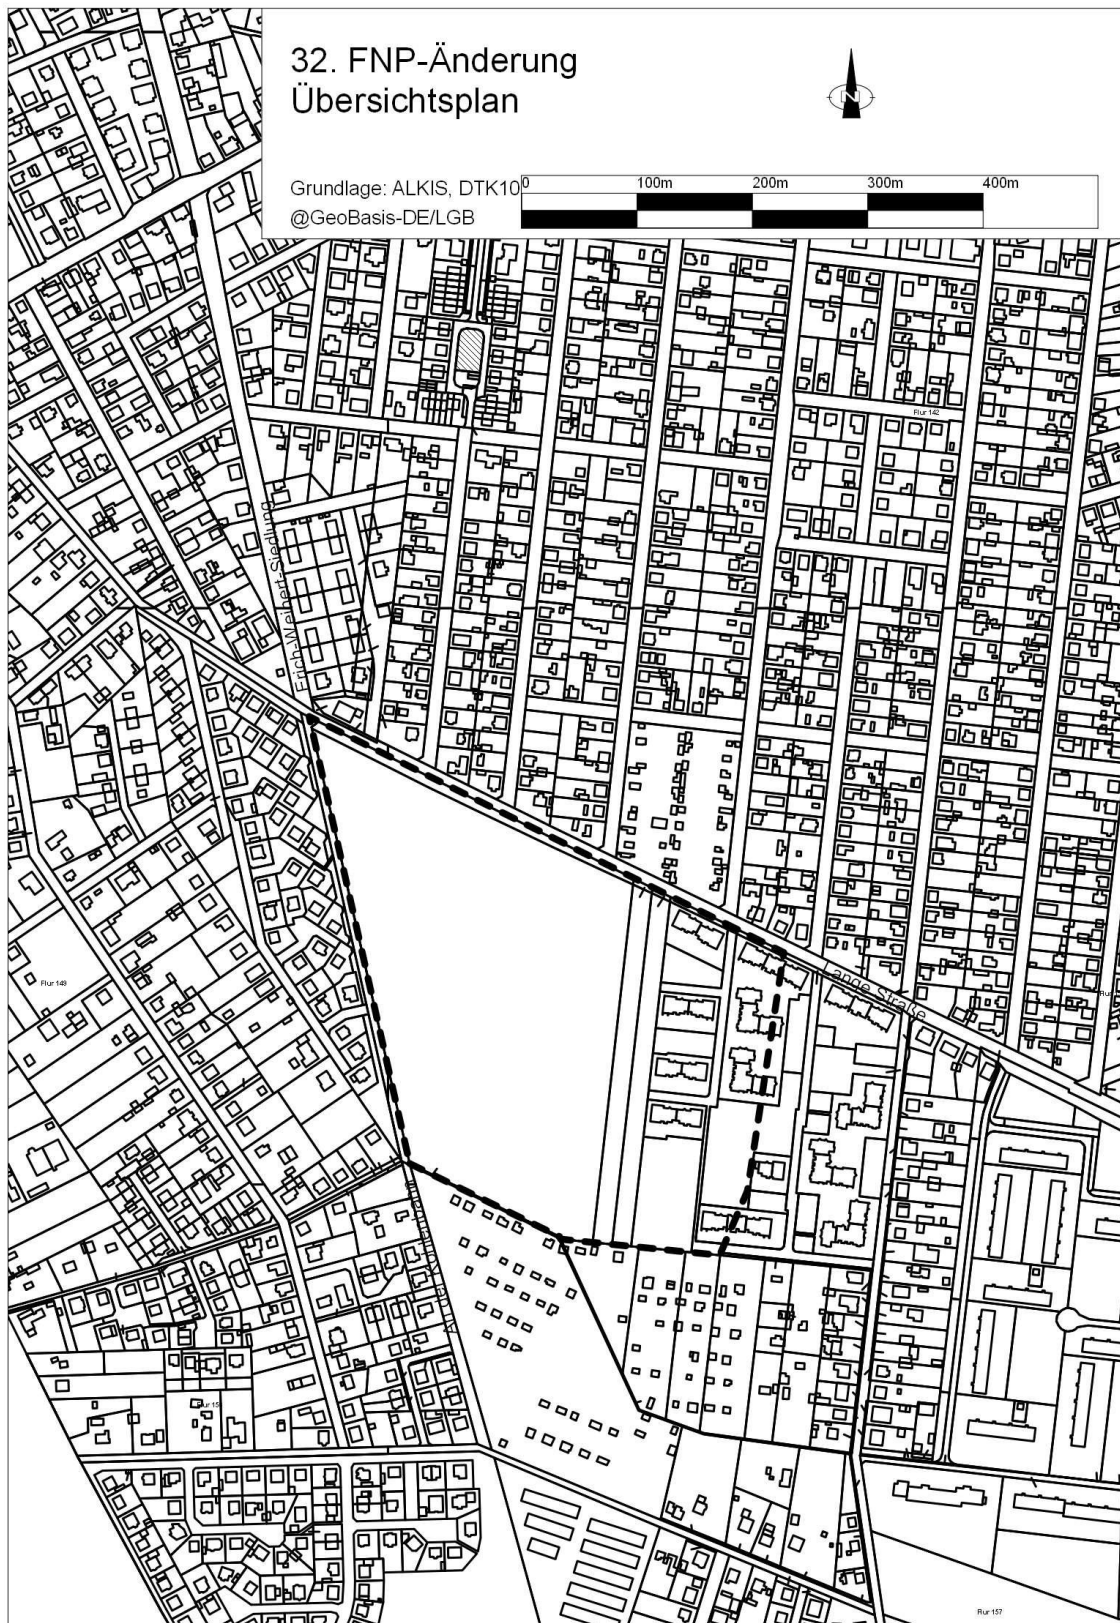 32. FNP-Änderung
Übersichtsplan
N
Grundlage: ALKIS, DTK10
@GeoBasis-DE/LGB
0 100m 200m 300m 400m
Flur 142
Erich-Weinert-Siedlung
Lange Straße
Flur 149
Flur 157